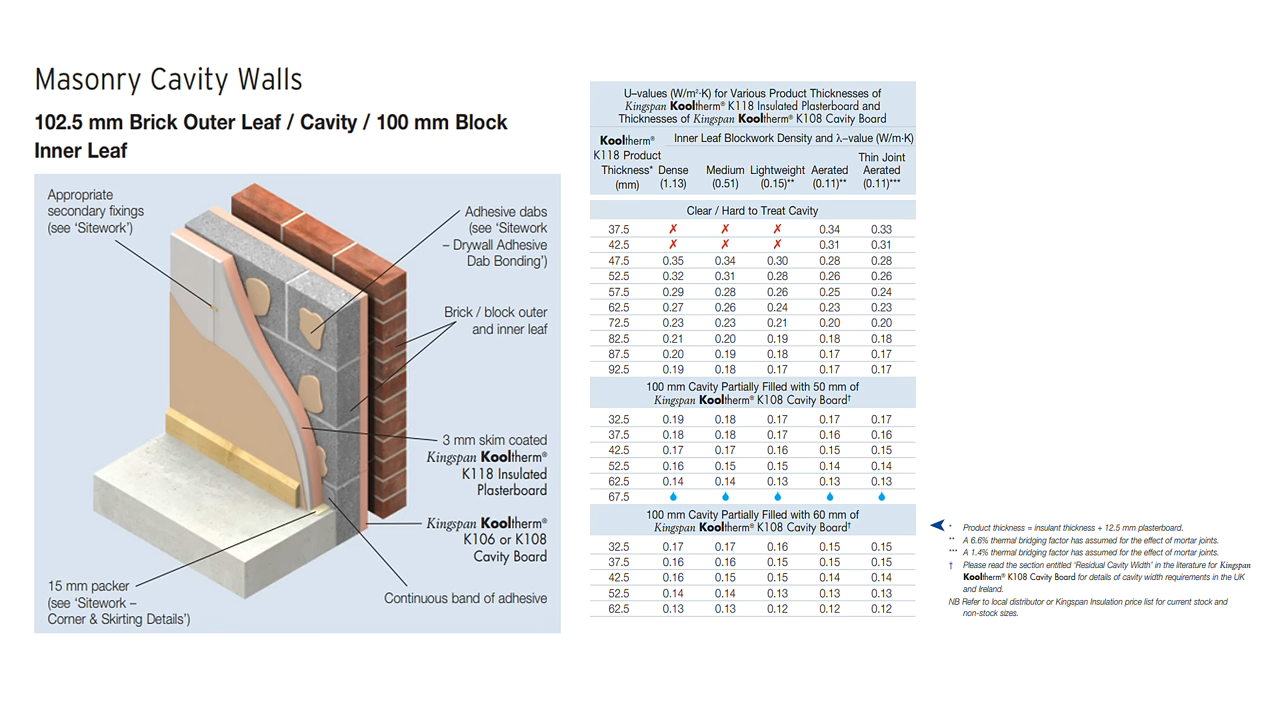 Masonry Cavity Walls
102.5 mm Brick Outer Leaf / Cavity / 100 mm Block
Inner Leaf
Appropriate
secondary fixings
(see ‘Sitework’)
Adhesive dabs
(see ‘Sitework
– Drywall Adhesive
Dab Bonding’)
Brick / block outer
and inner leaf
3 mm skim coated
Kingspan Kooltherm®
K118 Insulated
Plasterboard
Kingspan Kooltherm®
K106 or K108
Cavity Board
Continuous band of adhesive
15 mm packer
(see ‘Sitework –
Corner & Skirting Details’)
U–values (W/m²·K) for Various Product Thicknesses of
Kingspan Kooltherm® K118 Insulated Plasterboard and
Thicknesses of Kingspan Kooltherm® K108 Cavity Board
Kooltherm®
K118 Product
Thickness*
(mm)
Inner Leaf Blockwork Density and λ–value (W/m·K)
Dense
(1.13)
Medium
(0.51)
Lightweight
(0.15)**
Aerated
(0.11)**
Thin Joint
Aerated
(0.11)***
Clear / Hard to Treat Cavity
37.5 ✗ ✗ ✗ 0.34 0.33
42.5 ✗ ✗ ✗ 0.31 0.31
47.5 0.35 0.34 0.30 0.28 0.28
52.5 0.32 0.31 0.28 0.26 0.26
57.5 0.29 0.28 0.26 0.25 0.24
62.5 0.27 0.26 0.24 0.23 0.23
72.5 0.23 0.23 0.21 0.20 0.20
82.5 0.21 0.20 0.19 0.18 0.18
87.5 0.20 0.19 0.18 0.17 0.17
92.5 0.19 0.18 0.17 0.17 0.17
100 mm Cavity Partially Filled with 50 mm of
Kingspan Kooltherm® K108 Cavity Board†
32.5 0.19 0.18 0.17 0.17 0.17
37.5 0.18 0.18 0.17 0.16 0.16
42.5 0.17 0.17 0.16 0.15 0.15
52.5 0.16 0.15 0.15 0.14 0.14
62.5 0.14 0.14 0.13 0.13 0.13
67.5
100 mm Cavity Partially Filled with 60 mm of
Kingspan Kooltherm® K108 Cavity Board†
32.5 0.17 0.17 0.16 0.15 0.15
37.5 0.16 0.16 0.15 0.15 0.15
42.5 0.16 0.15 0.15 0.14 0.14
52.5 0.14 0.14 0.13 0.13 0.13
62.5 0.13 0.13 0.12 0.12 0.12
* Product thickness = insulant thickness + 12.5 mm plasterboard.
** A 6.6% thermal bridging factor has assumed for the effect of mortar joints.
*** A 1.4% thermal bridging factor has assumed for the effect of mortar joints.
† Please read the section entitled ‘Residual Cavity Width’ in the literature for Kingspan
Kooltherm® K108 Cavity Board for details of cavity width requirements in the UK
and Ireland.
NB Refer to local distributor or Kingspan Insulation price list for current stock and
non-stock sizes.